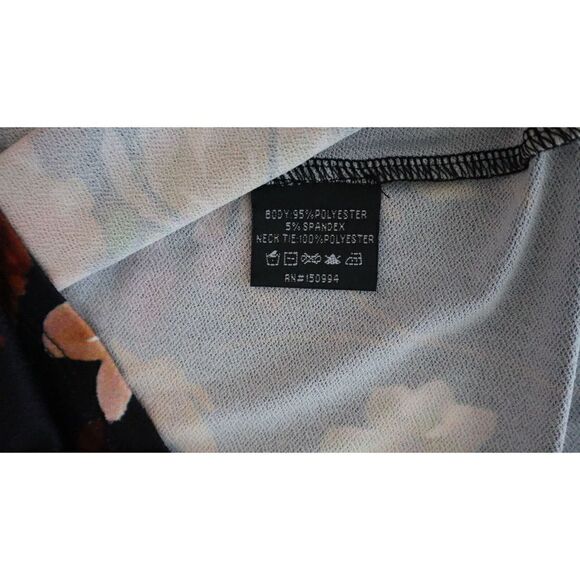 BODY:95%POLYESTER
5%SPANDEX
NECK TIE:100%POLYESTER
RN#150994